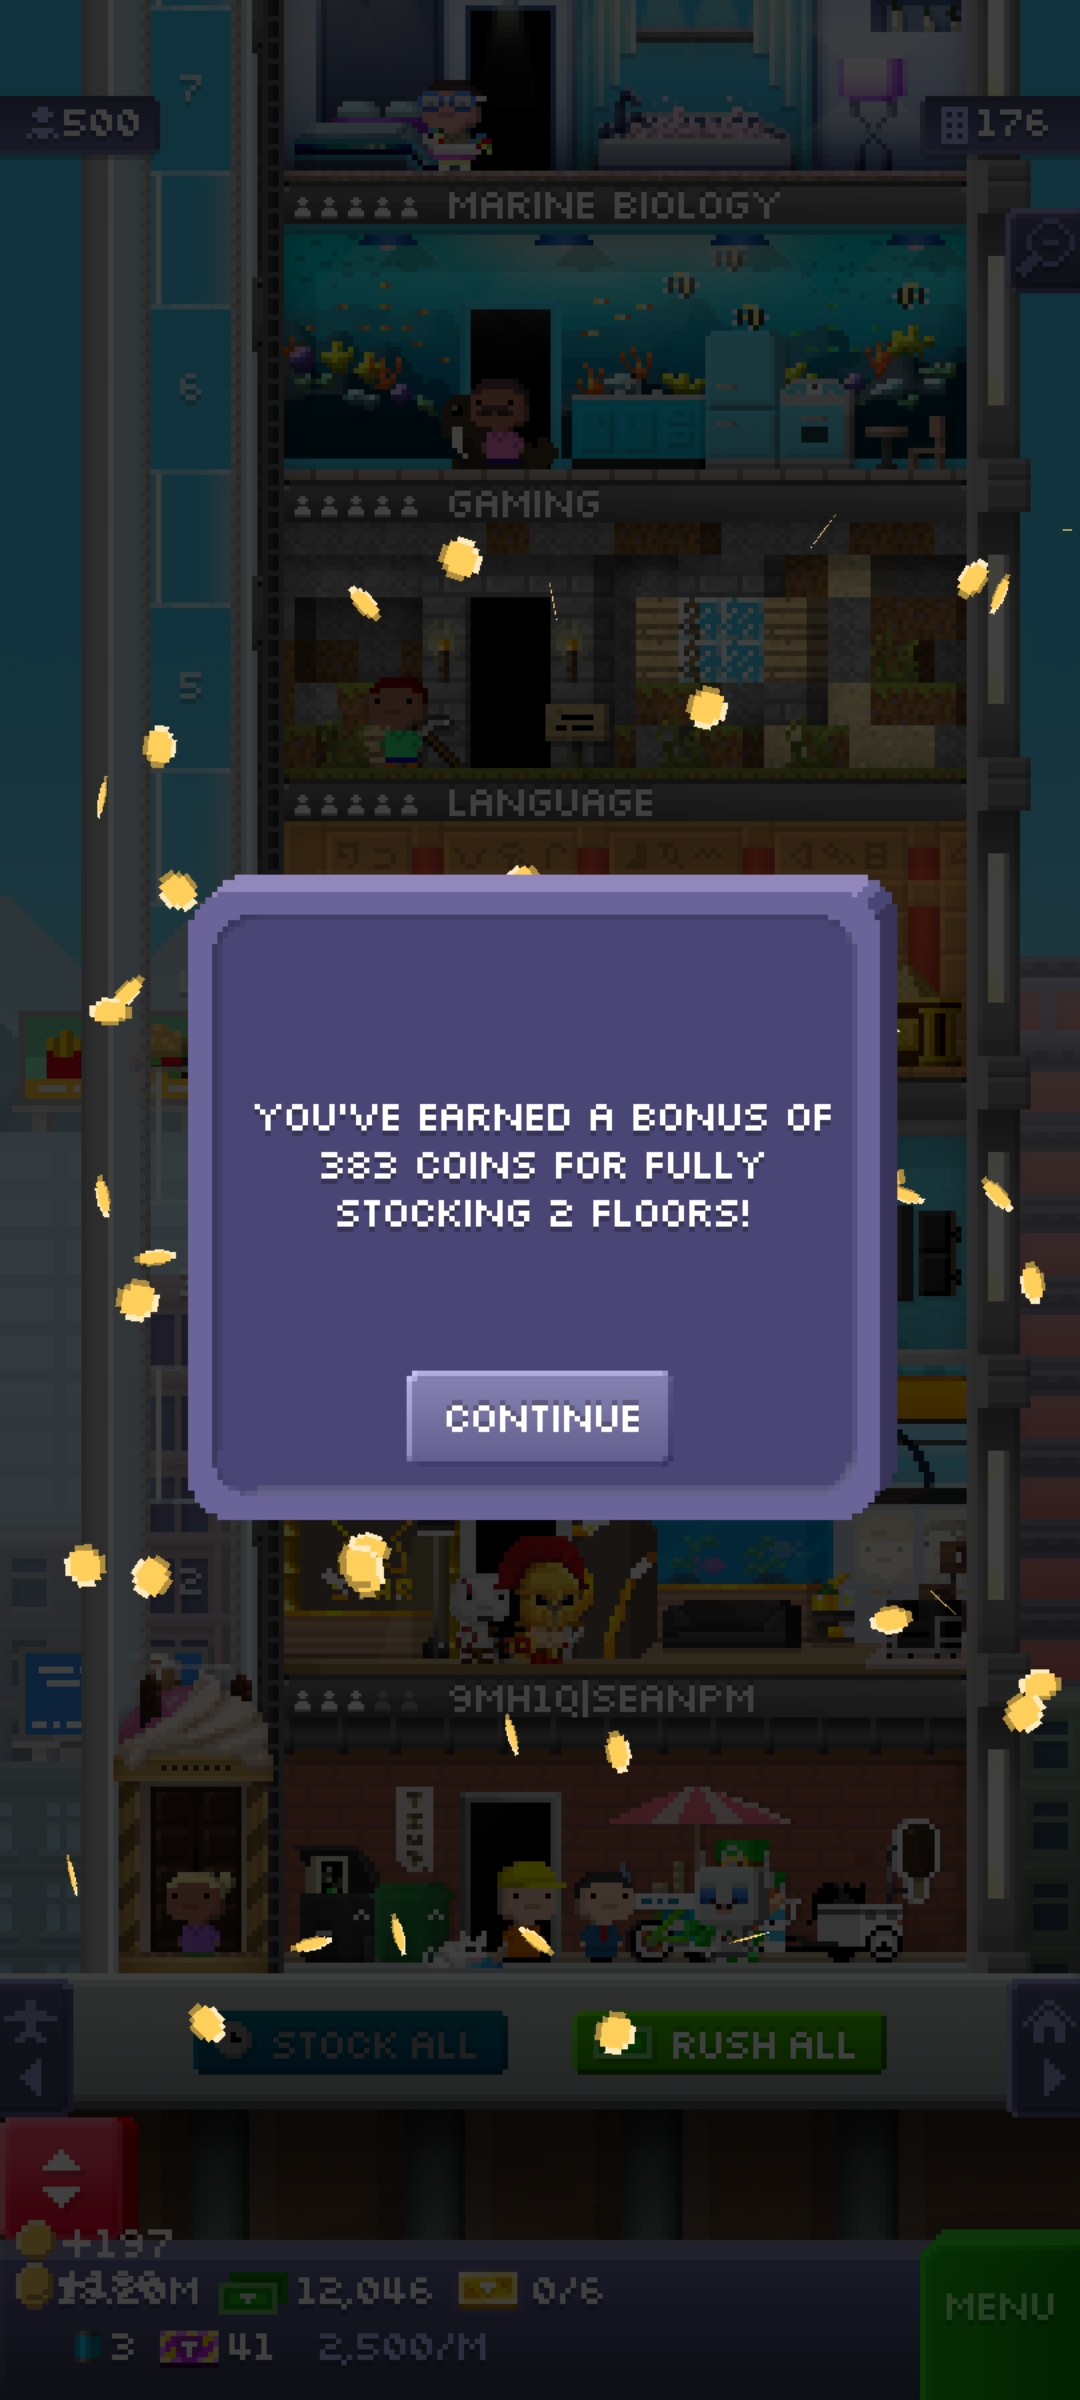 7
500
176
MARINE BIOLOGY
6
GAMING
5
LANGUAGE
YOU'VE EARNED A BONUS OF
383 COINS FOR FULLY
STOCKING 2 FLOORS!
CONTINUE
2
9MH1Q|SEANPM
STOCK ALL
RUSH ALL
+197
12,046
0/6
MENU
3
41
2,500/M